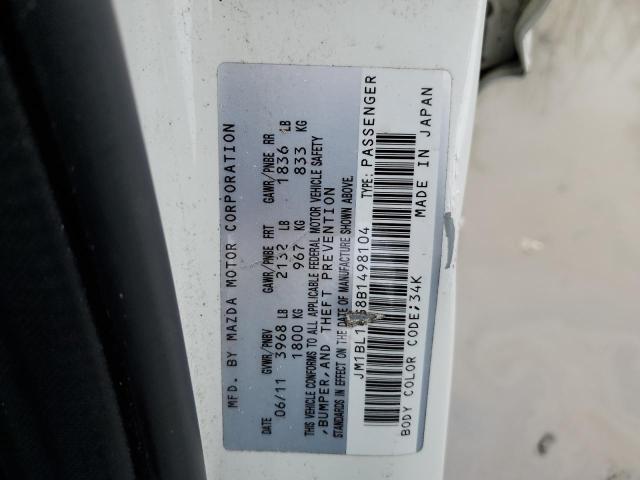 MFD. BY MAZDA MOTOR CORPORATION
DATE GVWR/PNBV GAWR/PNBE FRT GAWR/PNBE RR
06/11 3968 LB 2132 LB 1836 LB
1800 KG 967 KG 833 KG
THIS VEHICLE CONFORMS TO ALL APPLICABLE FEDERAL MOTOR VEHICLE SAFETY
,BUMPER,AND THEFT PREVENTION
STANDARDS IN EFFECT ON THE DATE OF MANUFACTURE SHOWN ABOVE.
TYPE: PASSENGER
BODY COLOR CODE;34K MADE IN JAPAN